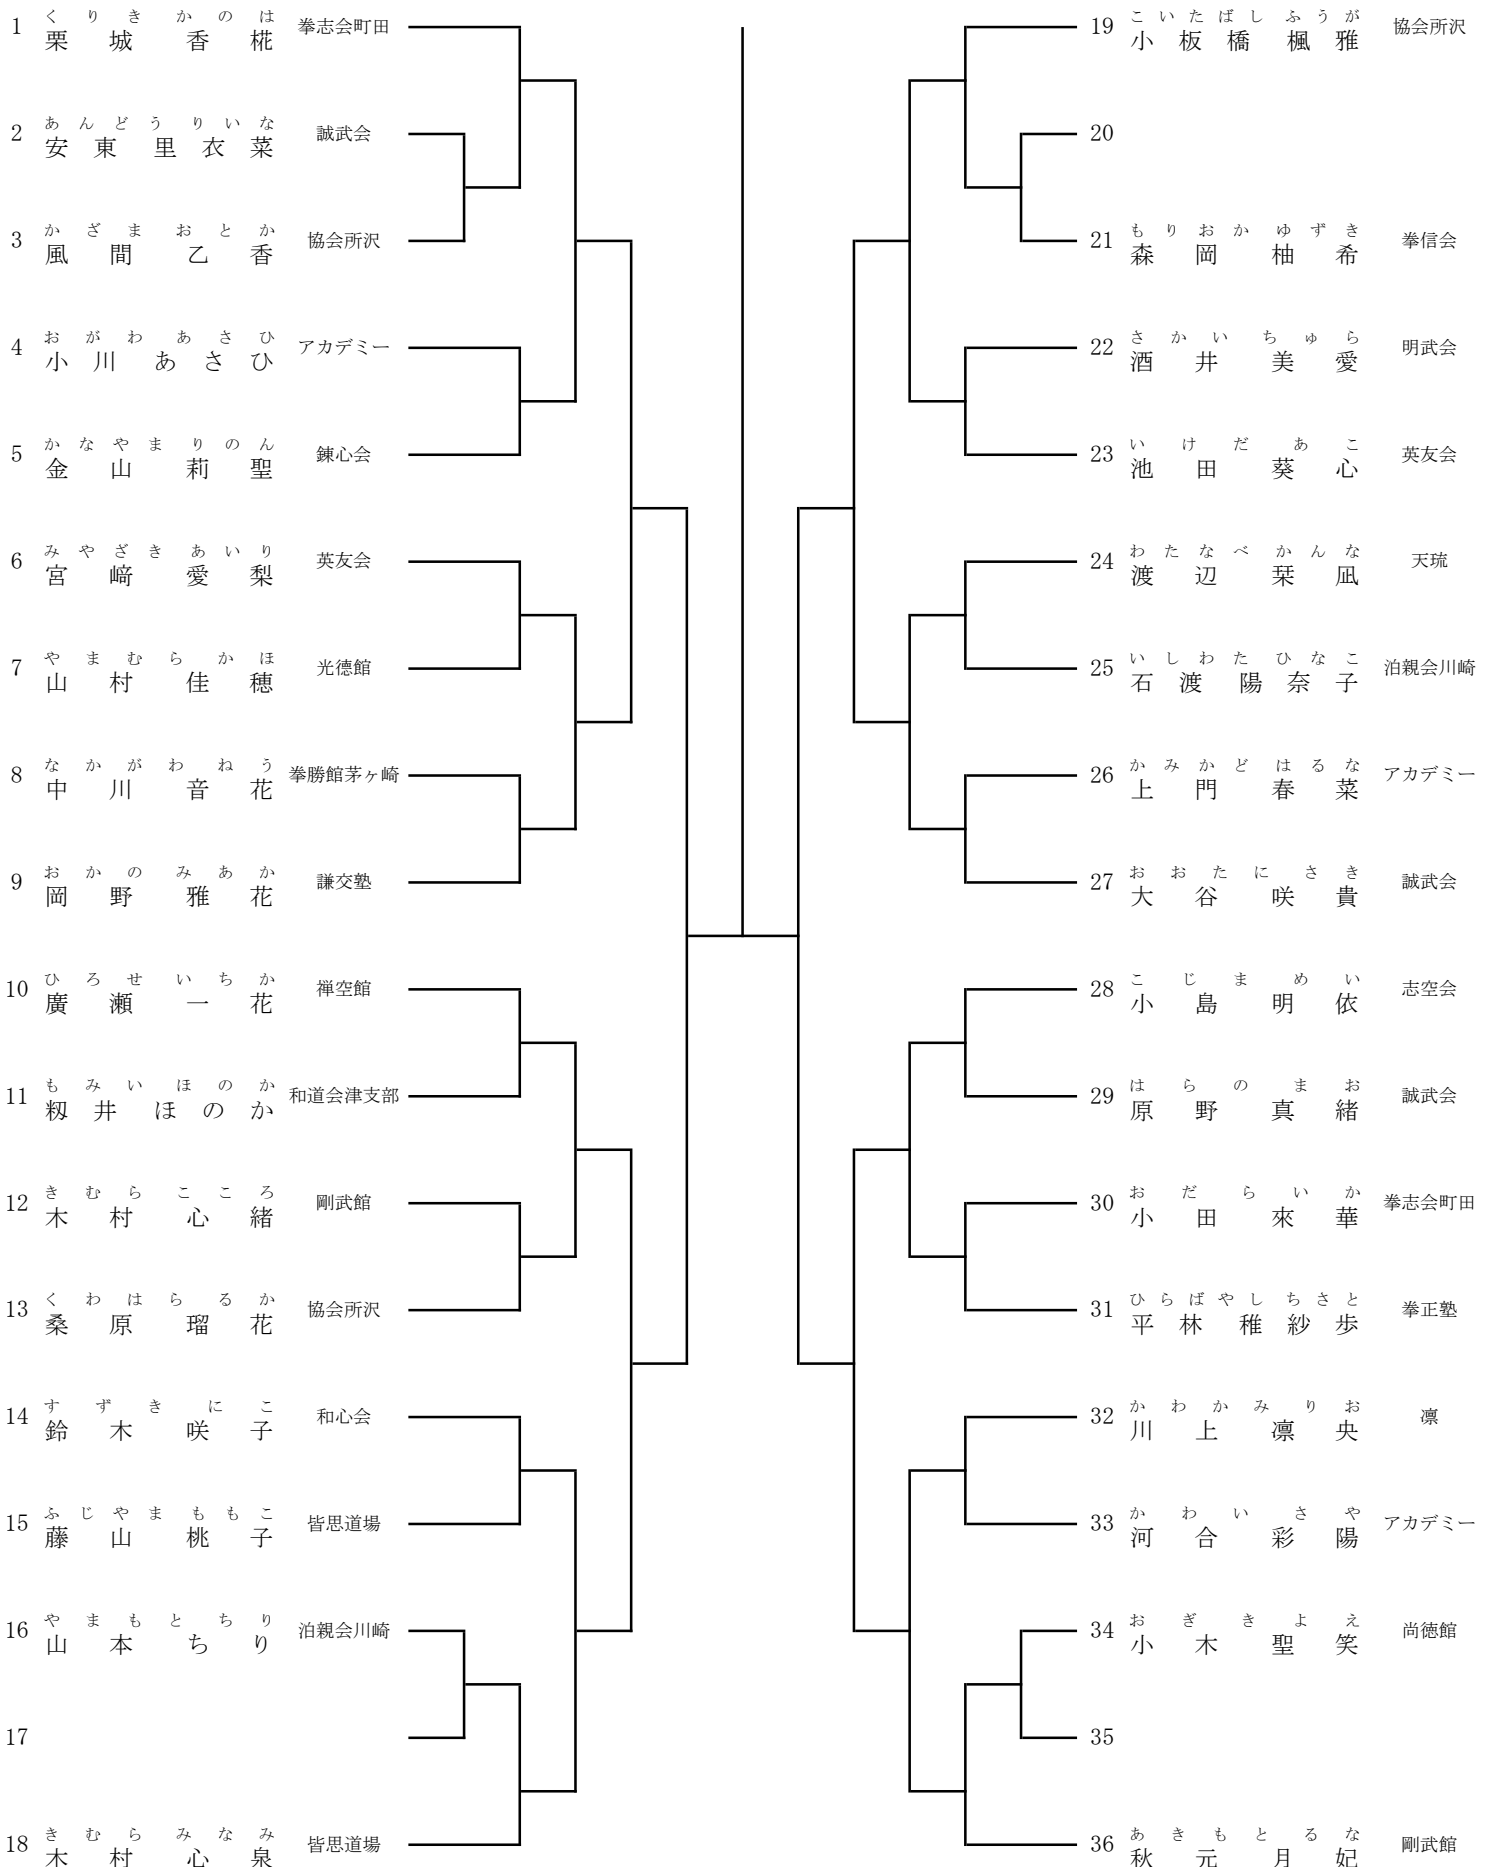 くりきかのは
1 栗城香椛 拳志会町田
あんどうりいな
2 安東里衣菜 誠武会
かざまおとか
3 風間乙香 協会所沢
おがわあさひ
4 小川あさひ アカデミー
かなやまりのん
5 金山莉聖 錬心会
みやざきあいり
6 宮﨑愛梨 英友会
やまむらかほ
7 山村佳穂 光德館
なかがわねう
8 中川音花 拳勝館茅ヶ崎
おかのみあか
9 岡野雅花 謙交塾
ひろせいちか
10 廣瀬一花 禅空館
もみいほのか
11 籾井ほのか 和道会津支部
きむらこころ
12 木村心緒 剛武館
くわはらるか
13 桑原瑠花 協会所沢
すずきにこ
14 鈴木咲子 和心会
ふじやまももこ
15 藤山桃子 皆思道場
やまもとちり
16 山本ちり 泊親会川崎
17
きむらみなみ
18 木村心泉 皆思道場
こいたばしふうが
19 小板橋楓雅 協会所沢
20
もりおかゆずき
21 森岡柚希 拳信会
さかいちゅら
22 酒井美愛 明武会
いけだあこ
23 池田葵心 英友会
わたなべかんな
24 渡辺栞凪 天琉
いしわたひなこ
25 石渡陽奈子 泊親会川崎
かみかどはるな
26 上門春菜 アカデミー
おおたにさき
27 大谷咲貴 誠武会
こじまめい
28 小島明依 志空会
はらのまお
29 原野真緒 誠武会
おだらいか
30 小田來華 拳志会町田
ひらばやしちさと
31 平林稚紗歩 拳正塾
かわかみりお
32 川上凛央 凛
かわいさや
33 河合彩陽 アカデミー
おぎきよえ
34 小木聖笑 尚徳館
35
あきもとるな
36 秋元月妃 剛武館